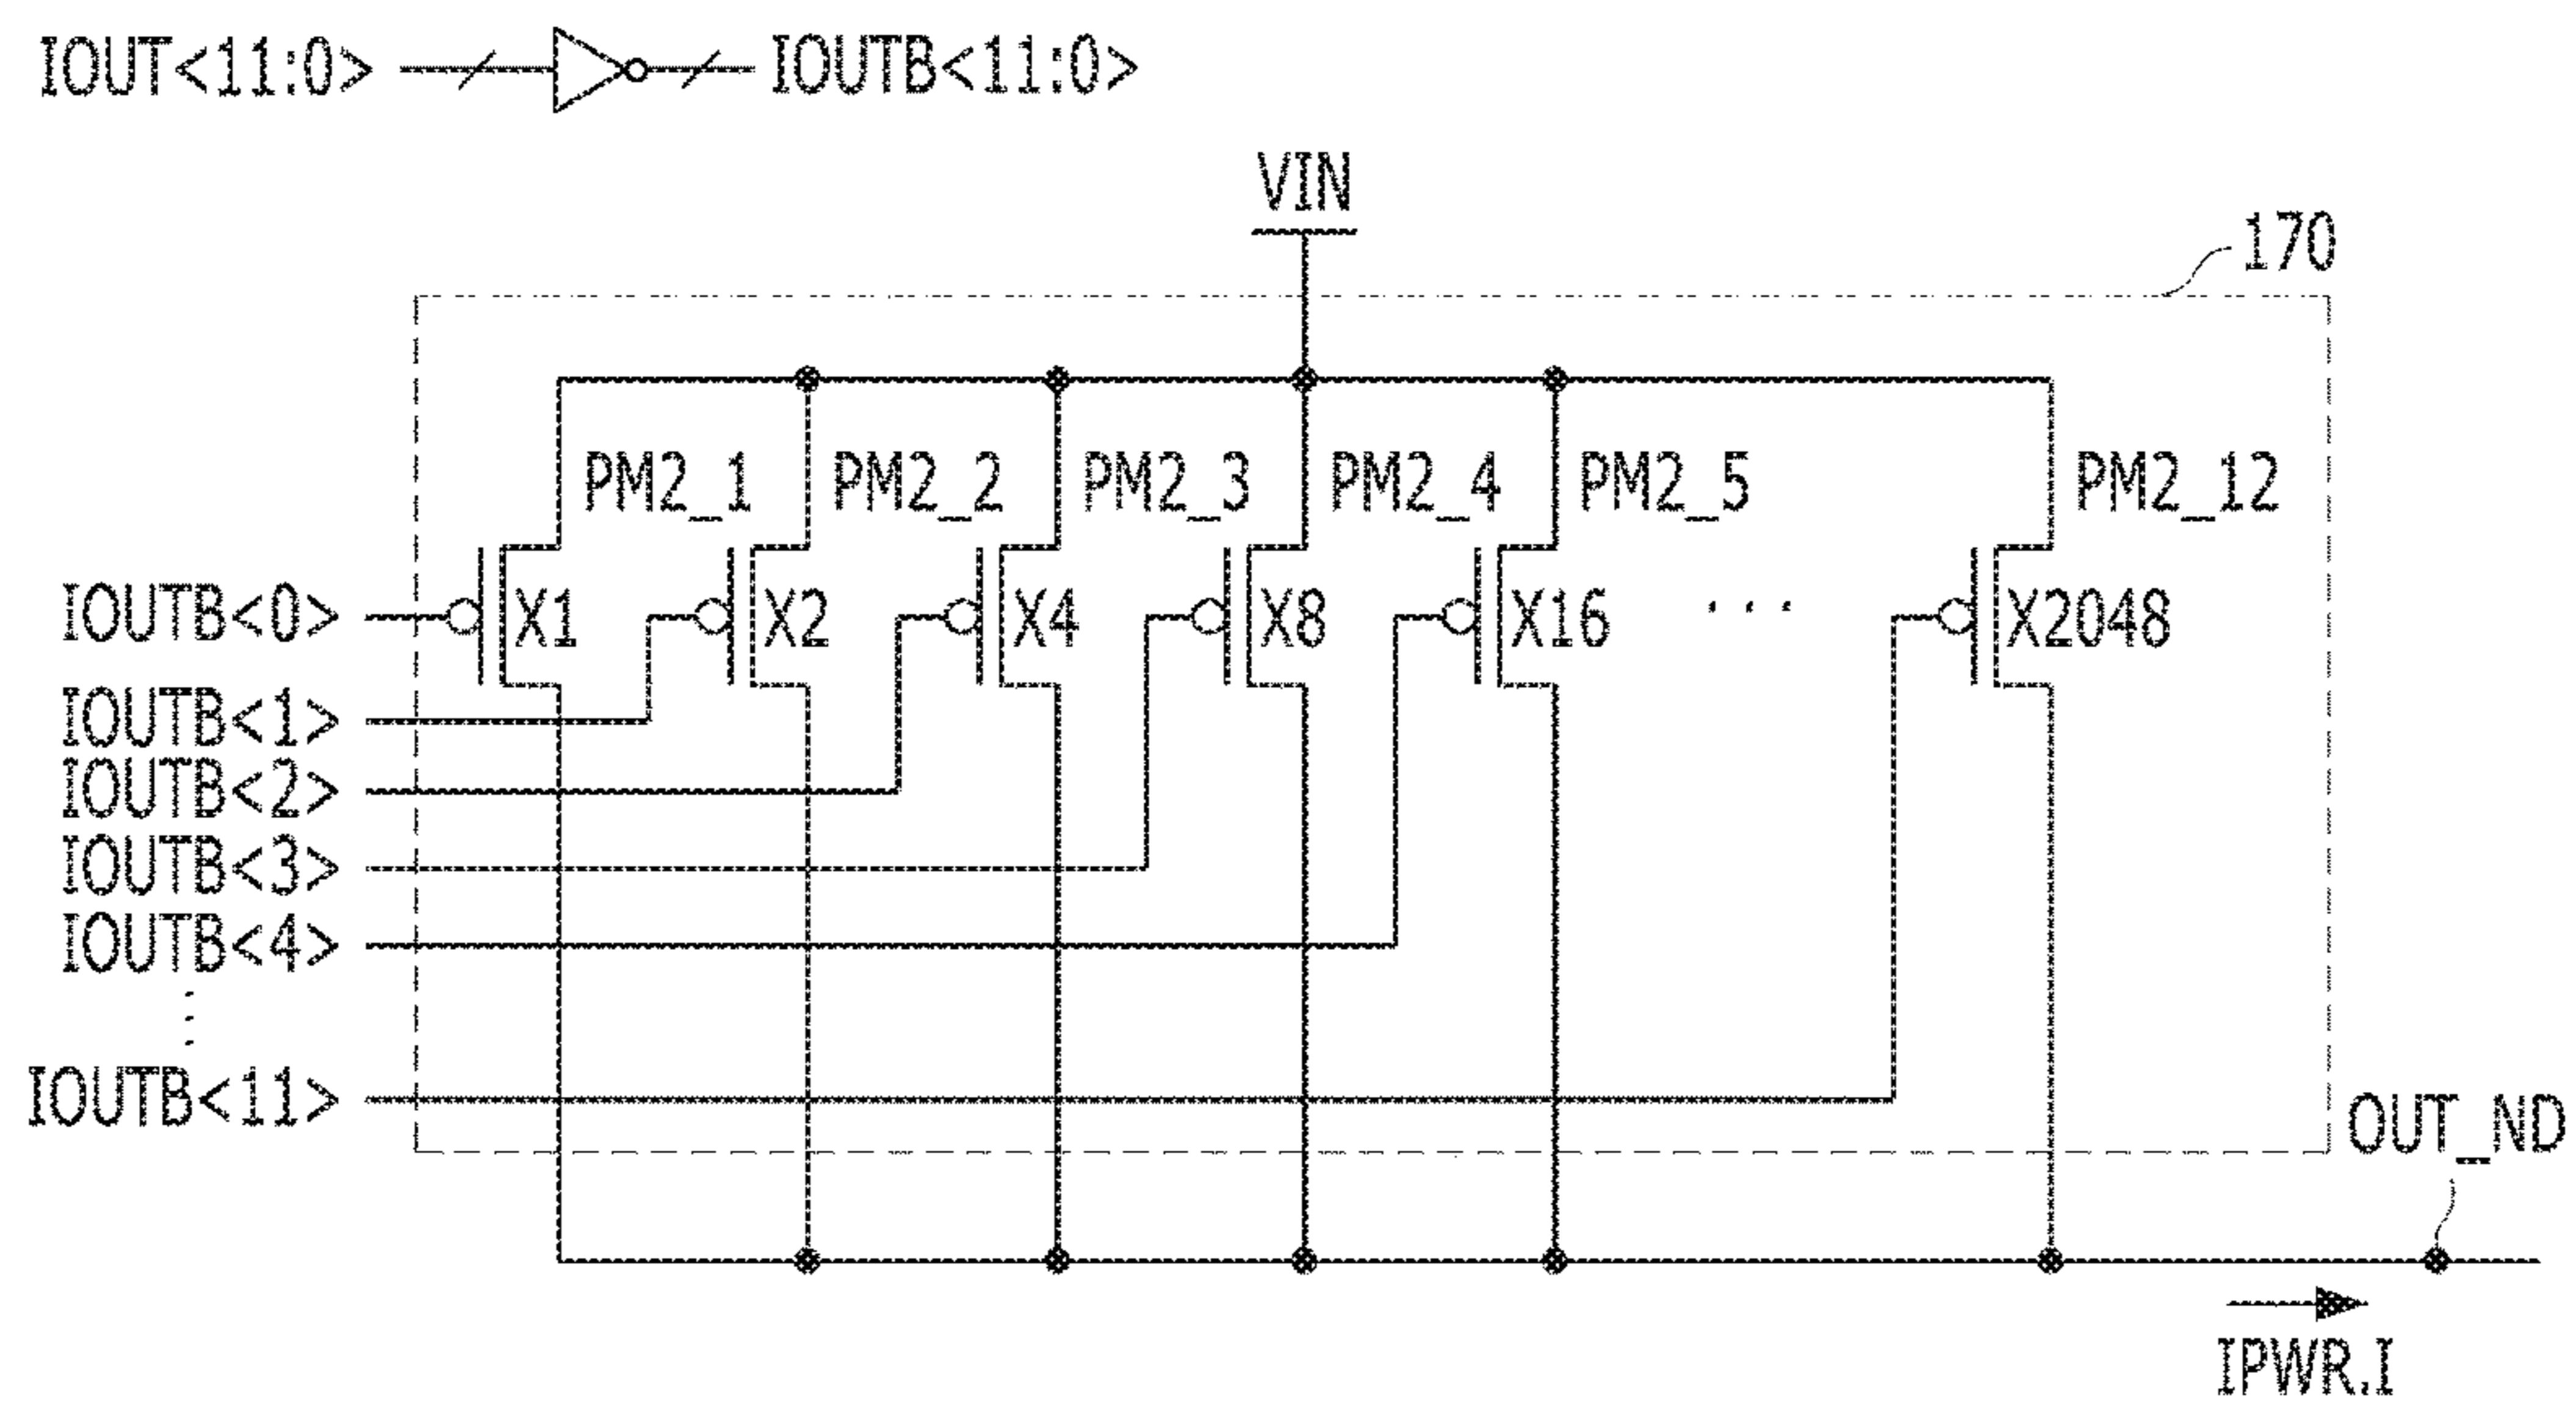 IOUT<11:0> IOUTB<11:0>
VIN
170
PM2_1 PM2_2 PM2_3 PM2_4 PM2_5 PM2_12
IOUTB<0> X1 X2 X4 X8 X16 ... X2048
IOUTB<1>
IOUTB<2>
IOUTB<3>
IOUTB<4>
IOUTB<11>
OUT_ND
IPWR.I